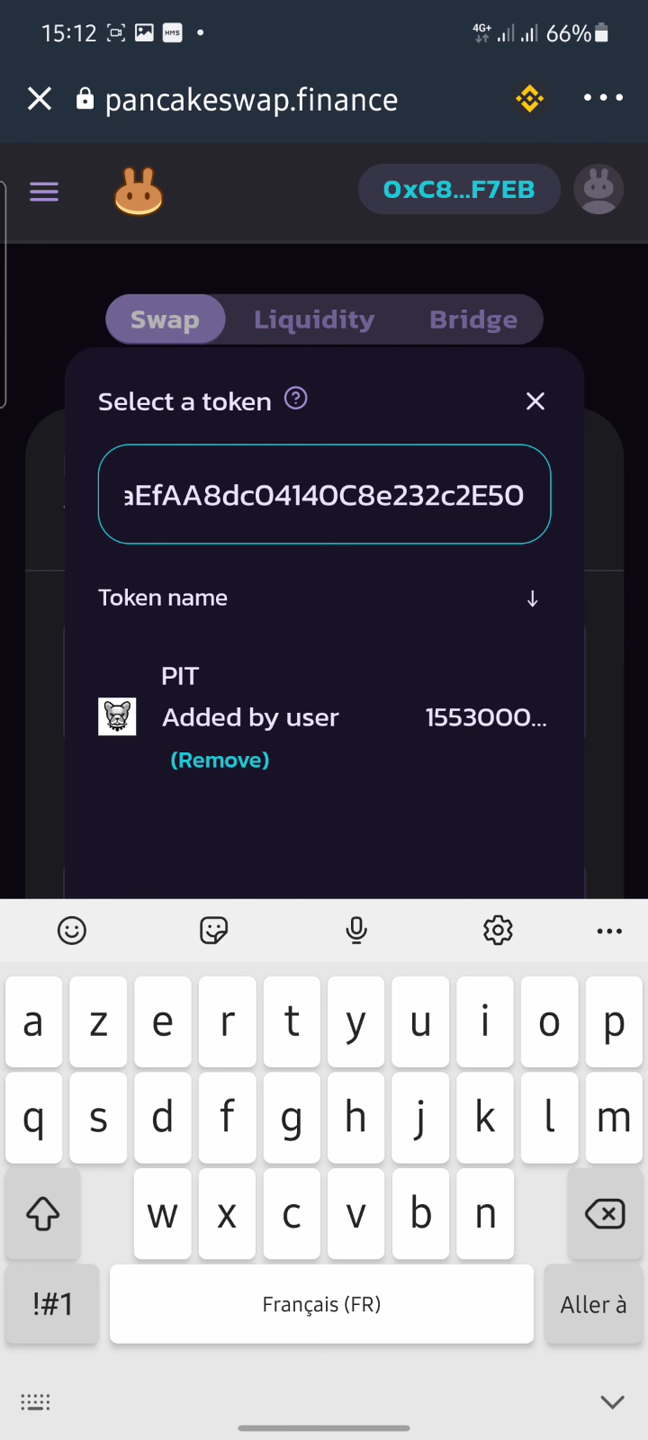 15:12 HMS 4G+ 66%
pancakeswap.finance
0xC8...F7EB
Swap Liquidity Bridge
Select a token ?
aEfAA8dc04140C8e232c2E50
Token name
PIT
Added by user 1553000...
(Remove)
a z e r t y u i o p
q s d f g h j k l m
w x c v b n
!#1 Français (FR) Aller à